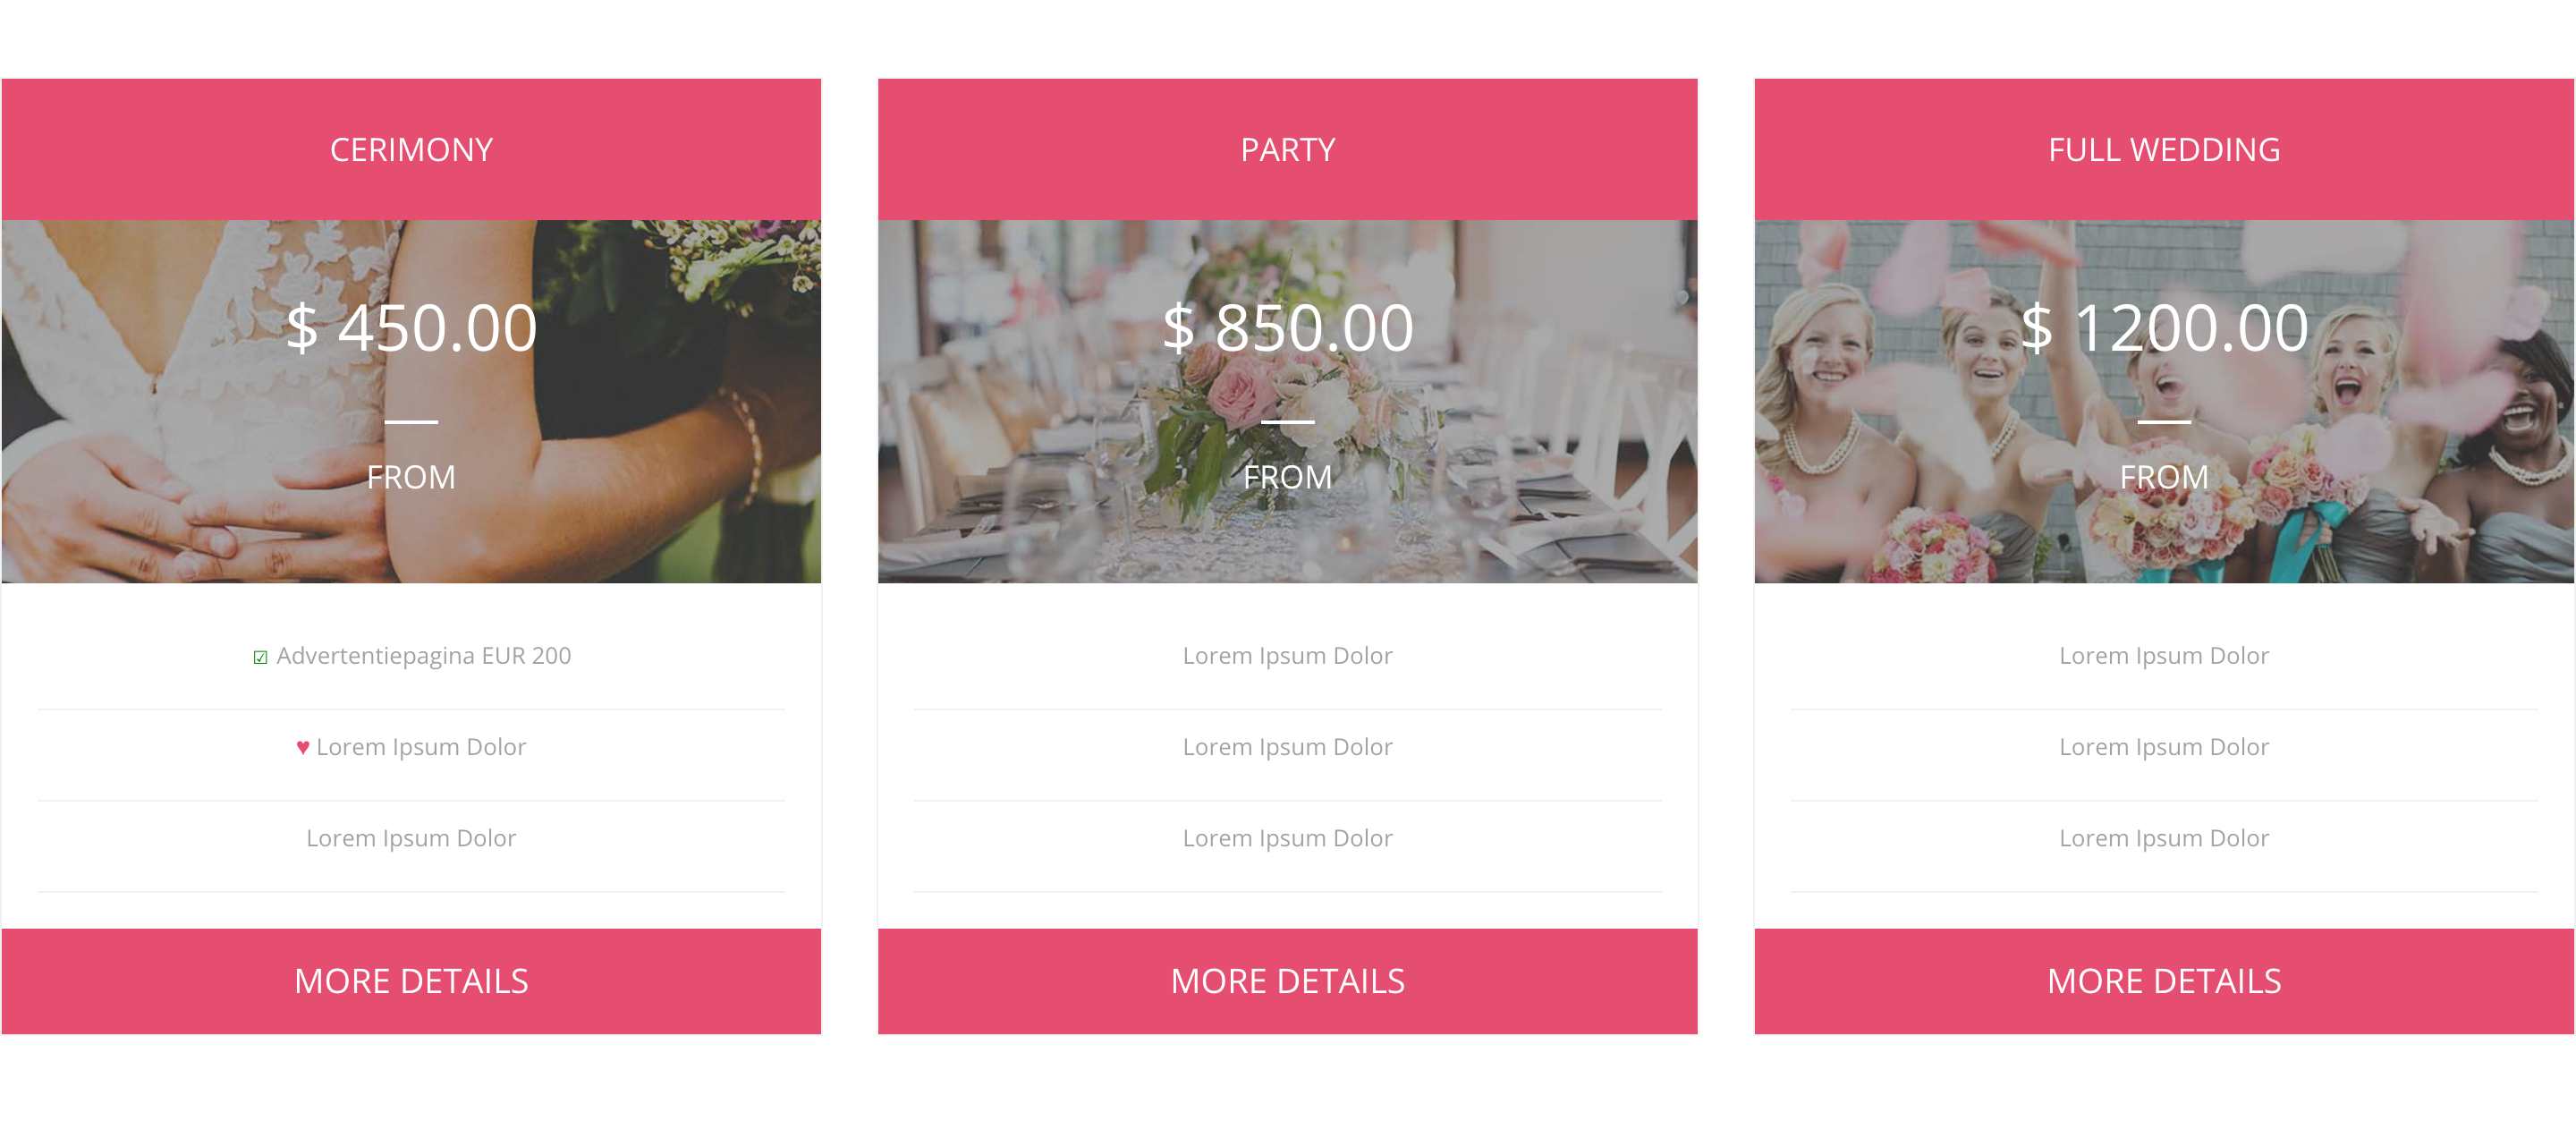 CERIMONY
$ 450.00
FROM
☑ Advertentiepagina EUR 200
♥ Lorem Ipsum Dolor
Lorem Ipsum Dolor
MORE DETAILS
PARTY
$ 850.00
FROM
Lorem Ipsum Dolor
Lorem Ipsum Dolor
Lorem Ipsum Dolor
MORE DETAILS
FULL WEDDING
$ 1200.00
FROM
Lorem Ipsum Dolor
Lorem Ipsum Dolor
Lorem Ipsum Dolor
MORE DETAILS